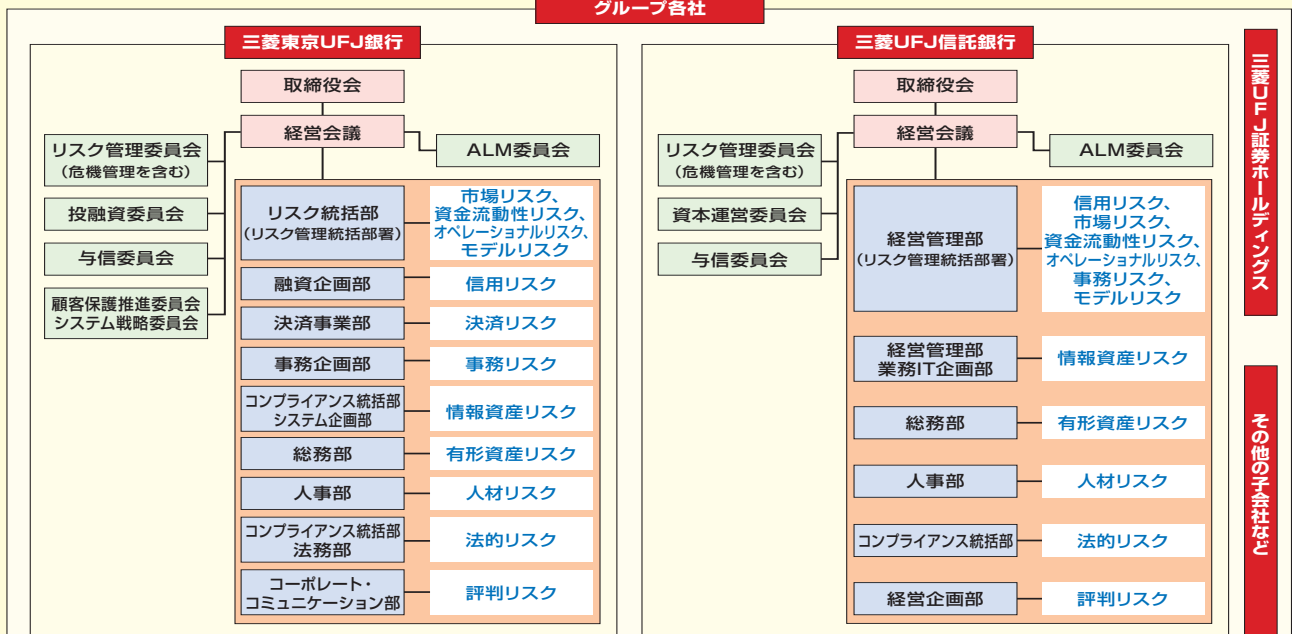 グループ各社
三菱東京UFJ銀行
取締役会
経営会議
リスク管理委員会
(危機管理を含む)
投融資委員会
与信委員会
顧客保護推進委員会
システム戦略委員会
ALM委員会
リスク統括部
(リスク管理統括部署)
市場リスク、
資金流動性リスク、
オペレーショナルリスク、
モデルリスク
融資企画部
信用リスク
決済事業部
決済リスク
事務企画部
事務リスク
コンプライアンス統括部
システム企画部
情報資産リスク
総務部
有形資産リスク
人事部
人材リスク
コンプライアンス統括部
法務部
法的リスク
コーポレート・
コミュニケーション部
評判リスク
三菱UFJ信託銀行
取締役会
経営会議
リスク管理委員会
(危機管理を含む)
資本運営委員会
与信委員会
ALM委員会
経営管理部
(リスク管理統括部署)
信用リスク、
市場リスク、
資金流動性リスク、
オペレーショナルリスク、
事務リスク、
モデルリスク
経営管理部
業務IT企画部
情報資産リスク
総務部
有形資産リスク
人事部
人材リスク
コンプライアンス統括部
法的リスク
経営企画部
評判リスク
三菱UFJ証券ホールディングス
その他の子会社など